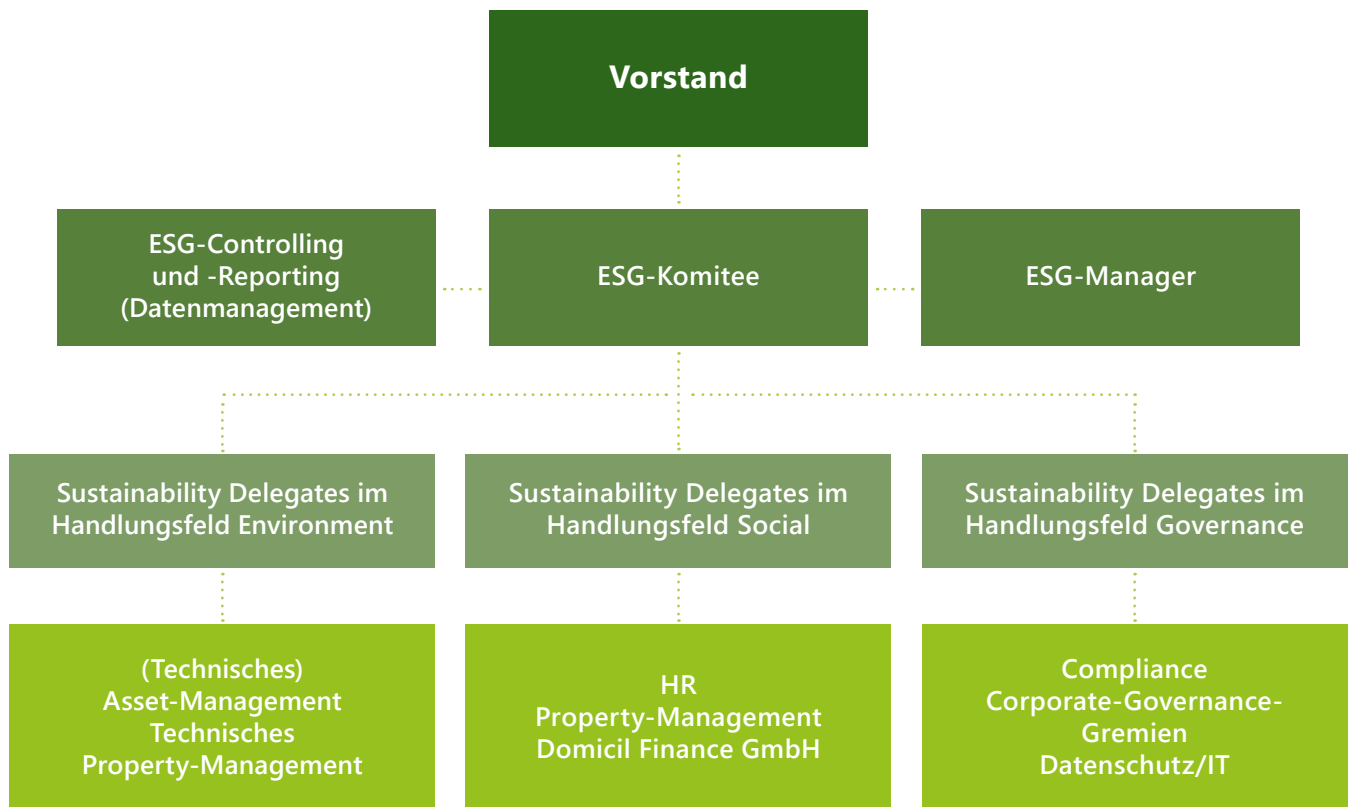 Vorstand
ESG-Controlling
und -Reporting
(Datenmanagement)
ESG-Komitee
ESG-Manager
Sustainability Delegates im
Handlungsfeld Environment
Sustainability Delegates im
Handlungsfeld Social
Sustainability Delegates im
Handlungsfeld Governance
(Technisches)
Asset-Management
Technisches
Property-Management
HR
Property-Management
Domicil Finance GmbH
Compliance
Corporate-Governance-
Gremien
Datenschutz/IT